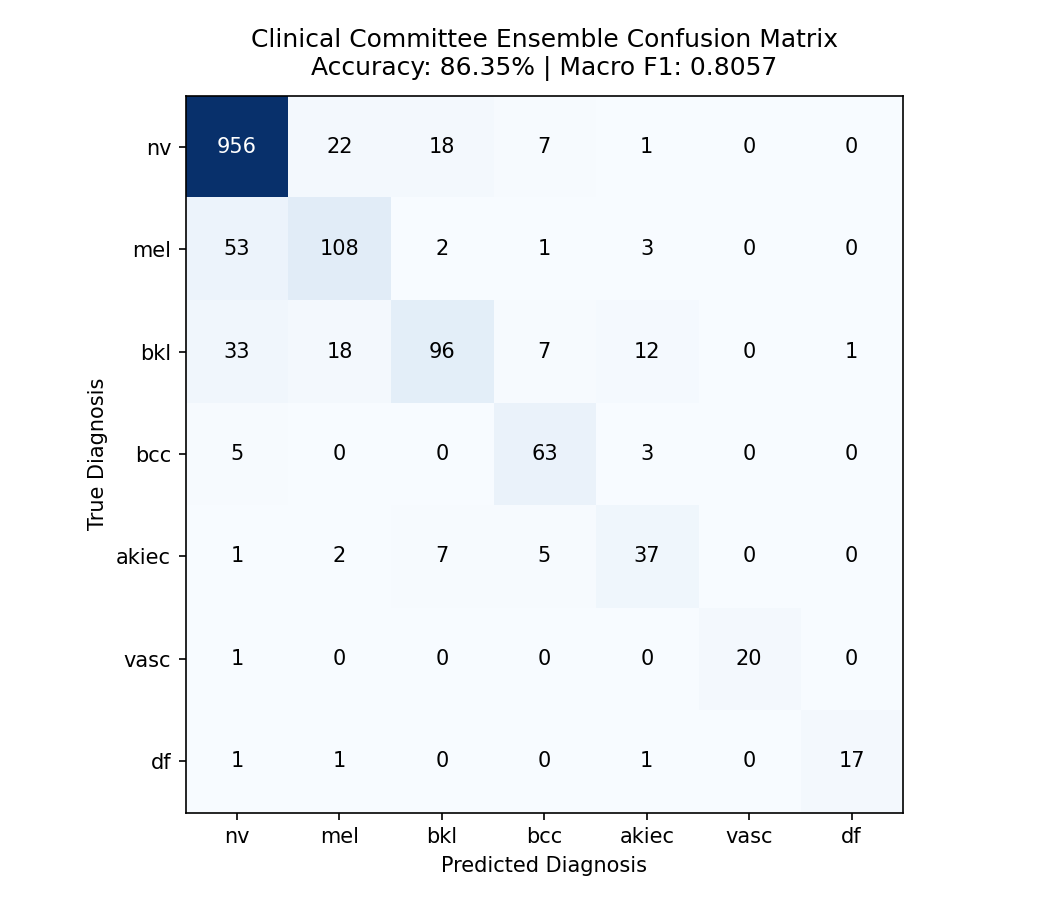 Clinical Committee Ensemble Confusion Matrix
Accuracy: 86.35% | Macro F1: 0.8057
nv 956 22 18 7 1 0 0
mel 53 108 2 1 3 0 0
bkl 33 18 96 7 12 0 1
bcc 5 0 0 63 3 0 0
akiec 1 2 7 5 37 0 0
vasc 1 0 0 0 0 20 0
df 1 1 0 0 1 0 17
nv mel bkl bcc akiec vasc df
Predicted Diagnosis
True Diagnosis